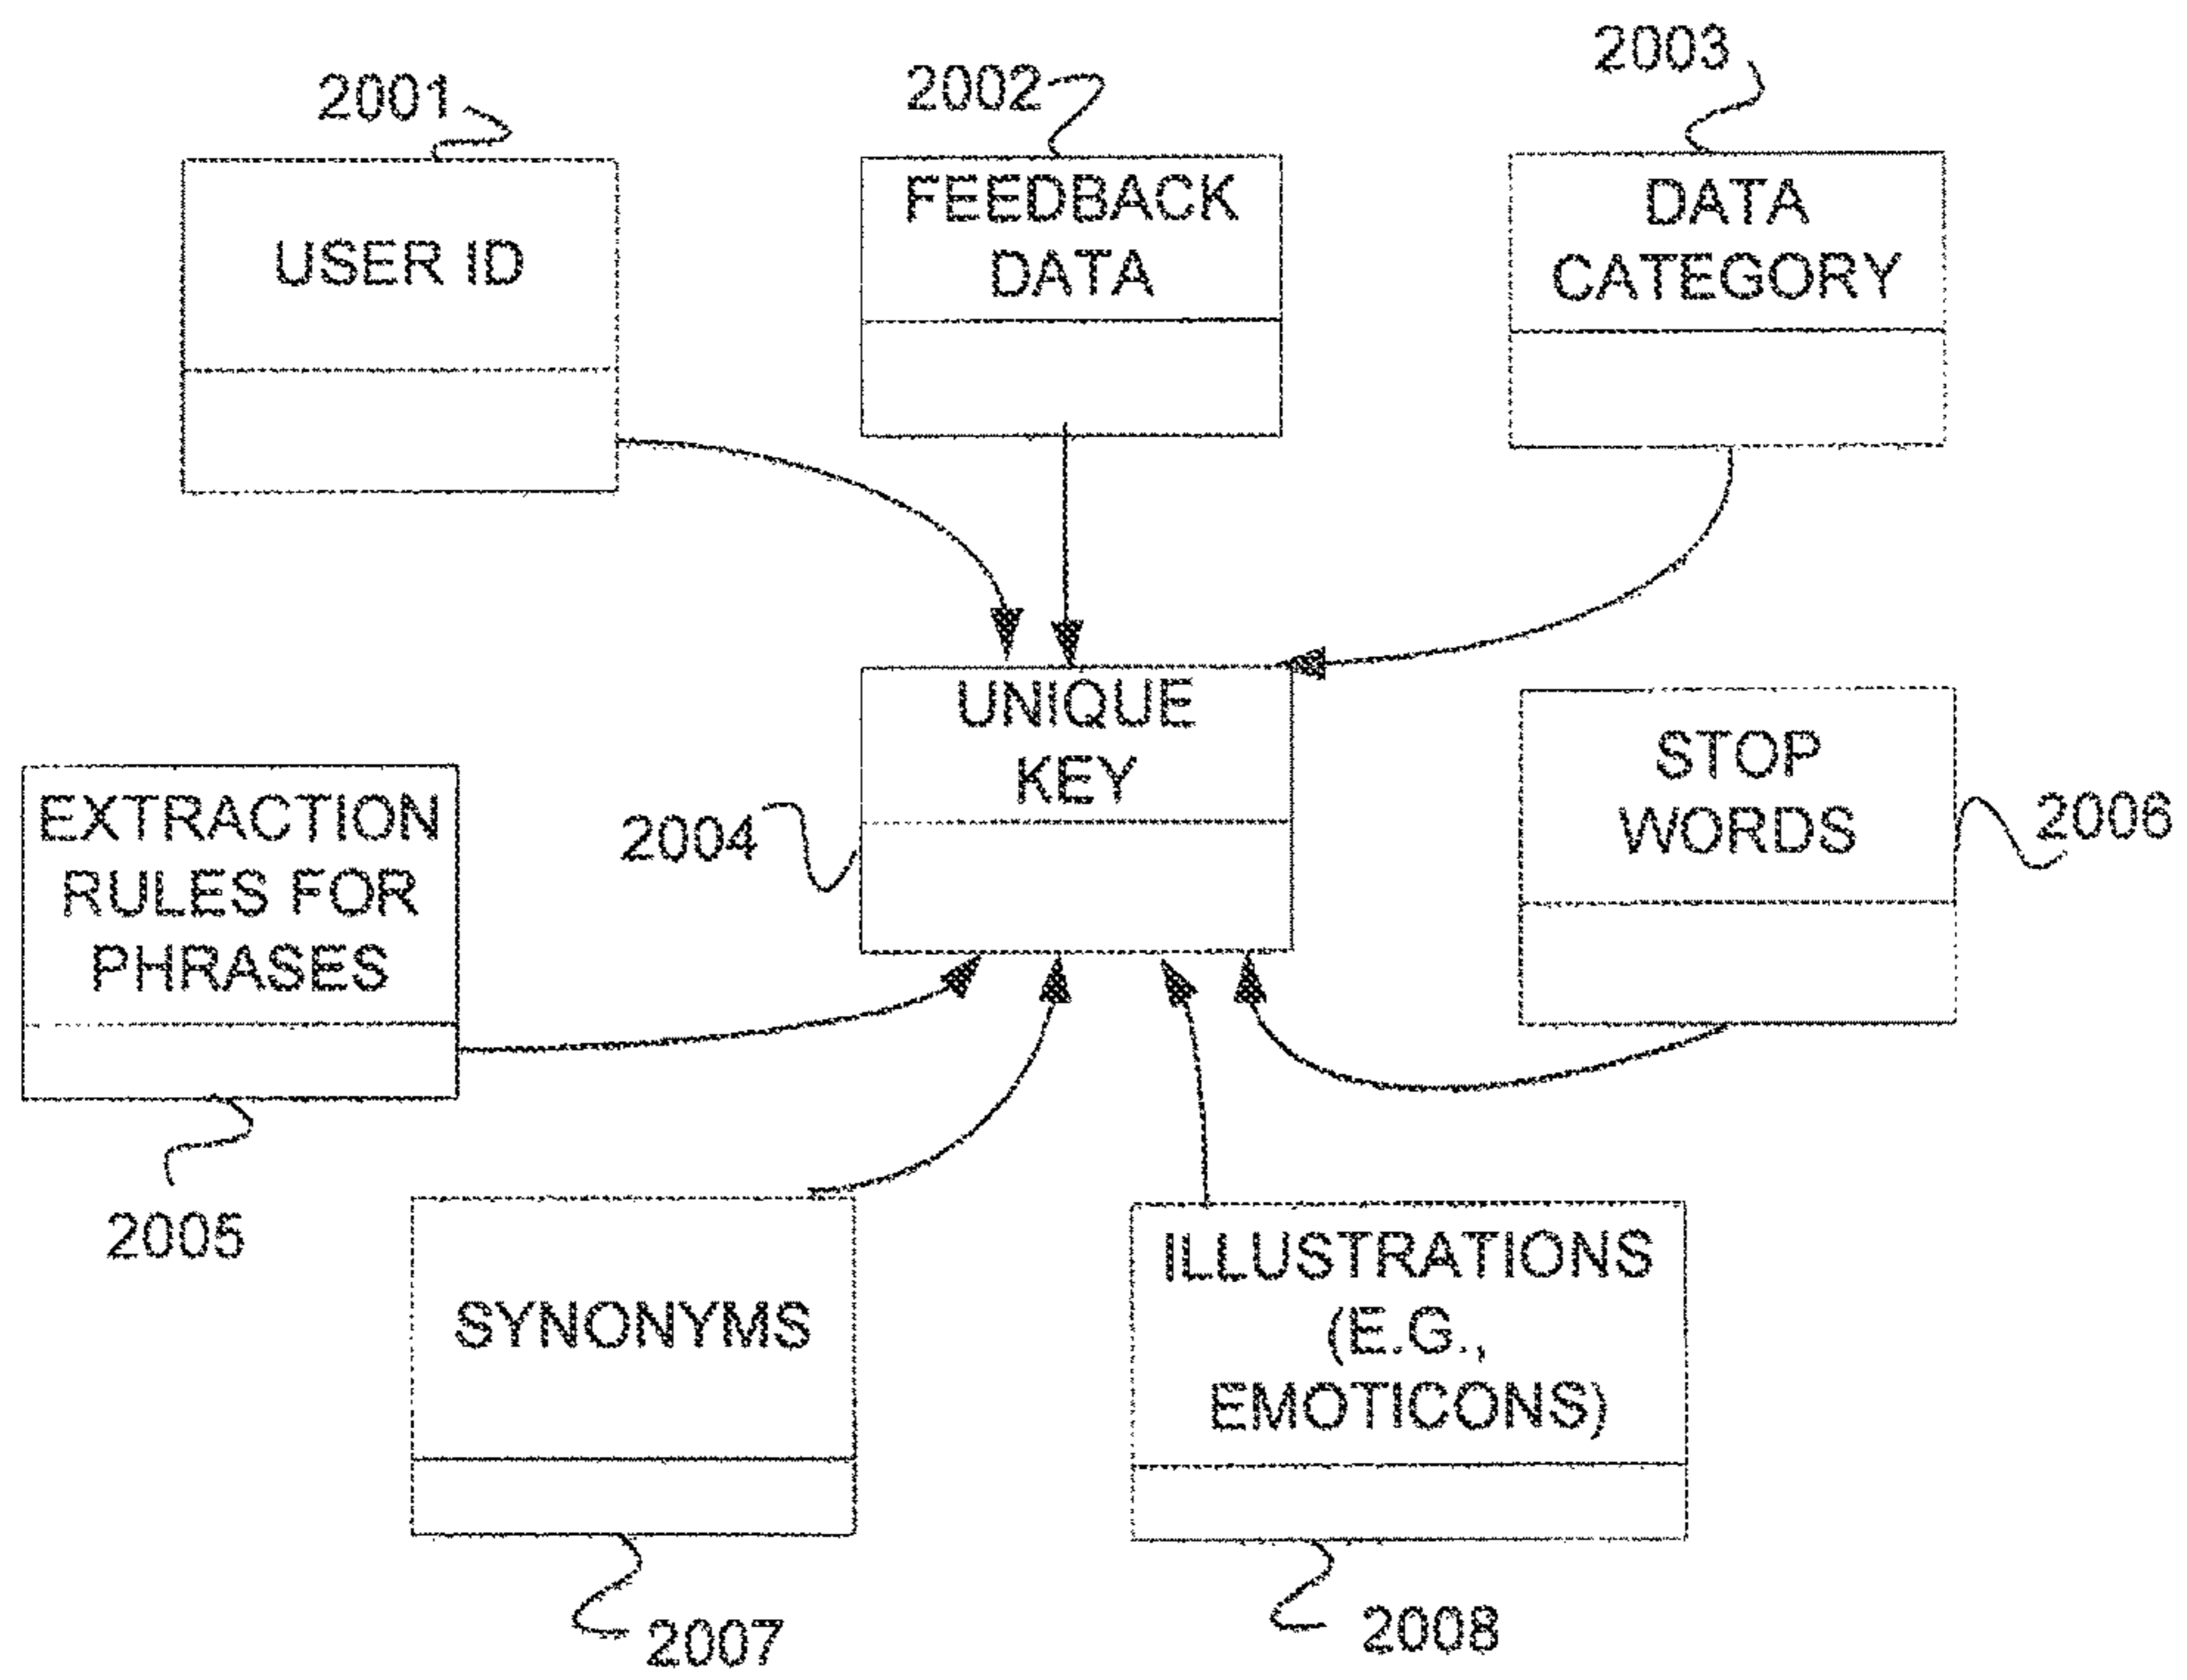 2001
2002
2003
USER ID
FEEDBACK
DATA
DATA
CATEGORY
UNIQUE
KEY
2004
STOP
WORDS
2006
EXTRACTION
RULES FOR
PHRASES
2005
SYNONYMS
2007
ILLUSTRATIONS
(E.G.,
EMOTICONS)
2008